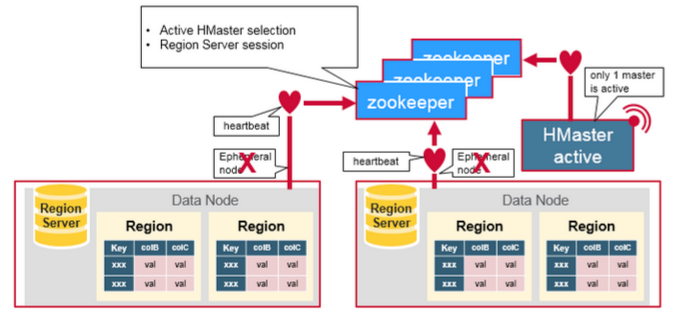 • Active HMaster selection
• Region Server session
zookeeper
zookeeper
zookeeper
only 1 master
is active
HMaster
active
heartbeat
Ephemeral
node
heartbeat
Ephemeral
node
Region
Server
Data Node
Region
Key colB colC
xxx val val
xxx val val
Region
Key colB colC
xxx val val
xxx val val
Region
Server
Data Node
Region
Key colB colC
xxx val val
xxx val val
Region
Key colB colC
xxx val val
xxx val val